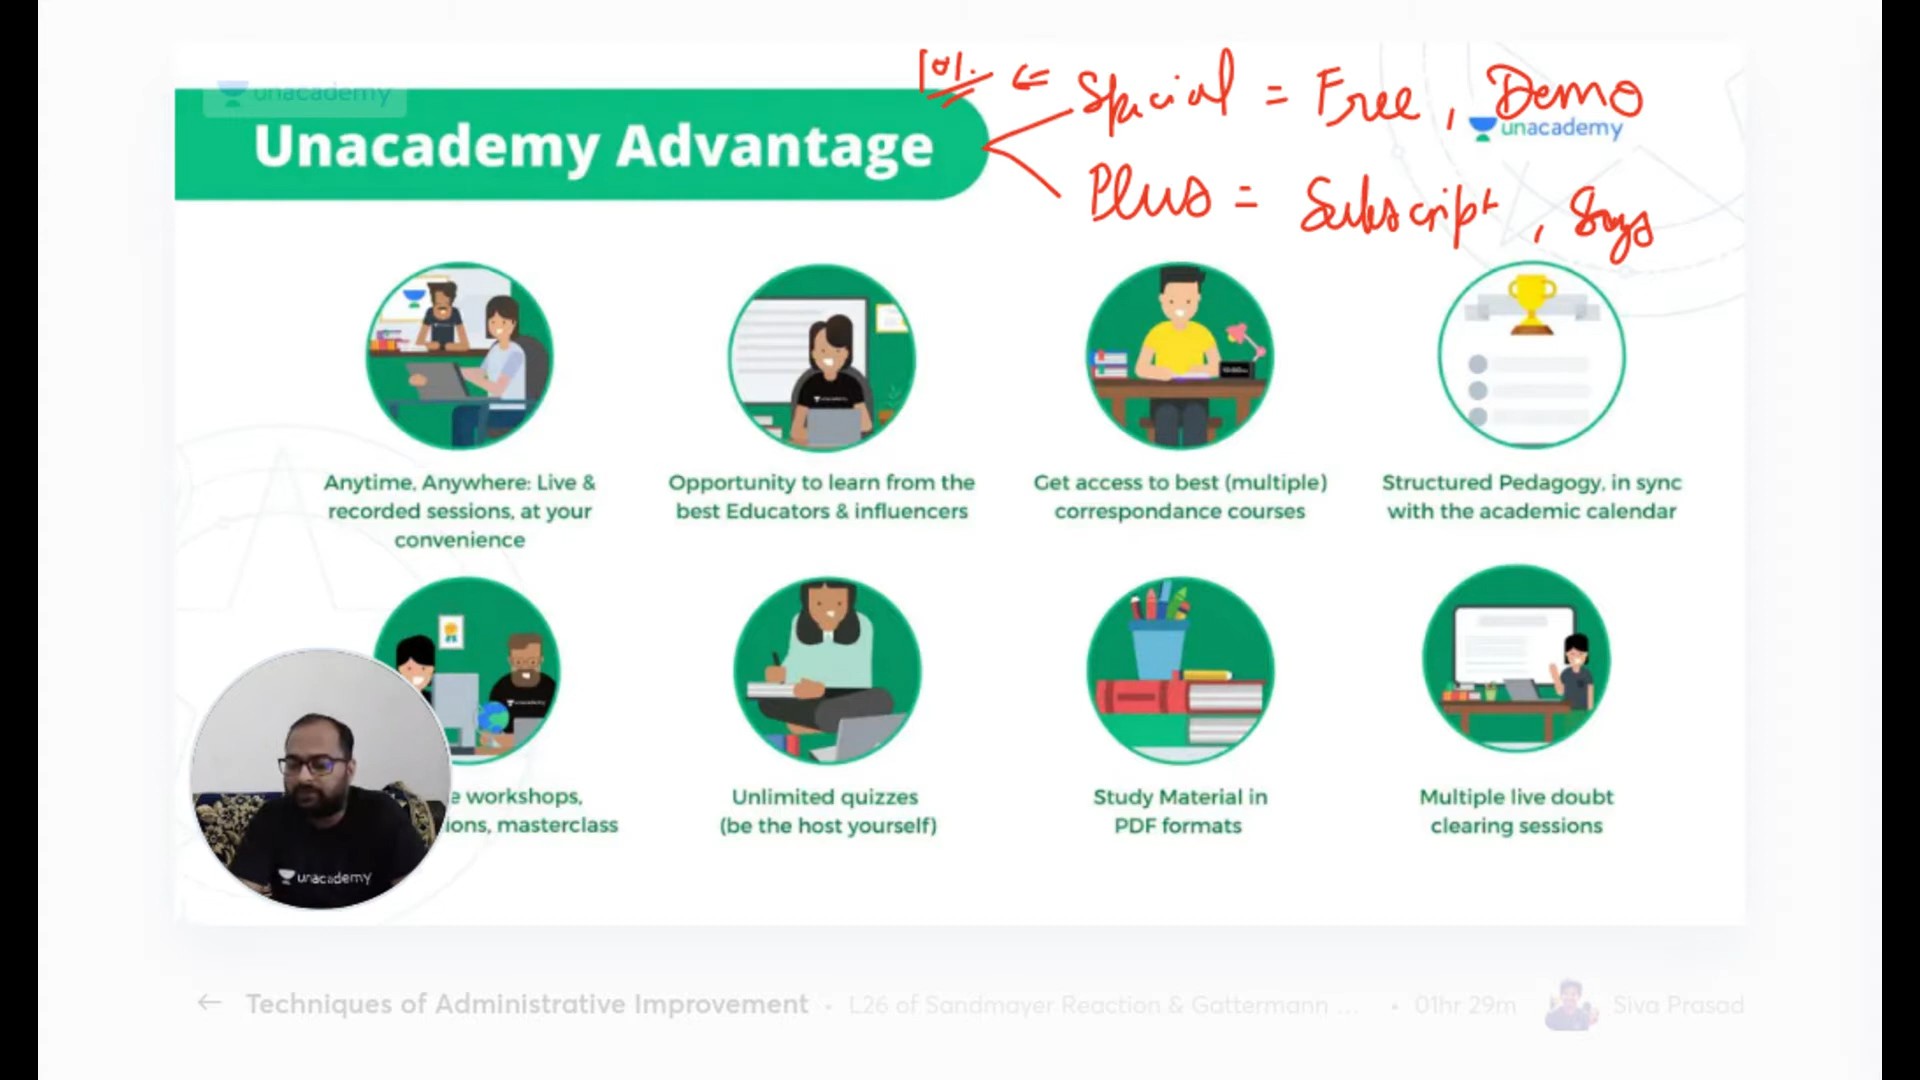 10%. ⇐ Special = Free, Demo
unacademy
Unacademy Advantage
unacademy
Plus = Subscript,
Anytime, Anywhere: Live &
recorded sessions, at your
convenience
Opportunity to learn from the
best Educators & influencers
Get access to best (multiple)
correspondance courses
Structured Pedagogy, in sync
with the academic calendar
unacademy
workshops,
masterclass
Unlimited quizzes
(be the host yourself)
Study Material in
PDF formats
Multiple live doubt
clearing sessions
unacademy
← Techniques of Administrative Improvement • L26 of Sandmayer Reaction & Gattermann ... • 01hr 29m Siva Prasad